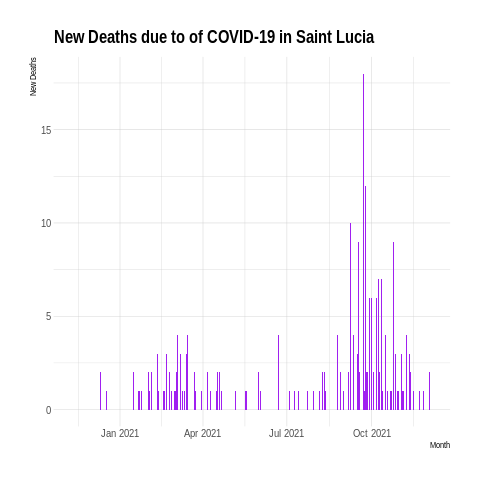 New Deaths due to of COVID-19 in Saint Lucia
New Deaths
15
10
5
0
Jan 2021 Apr 2021 Jul 2021 Oct 2021
Month